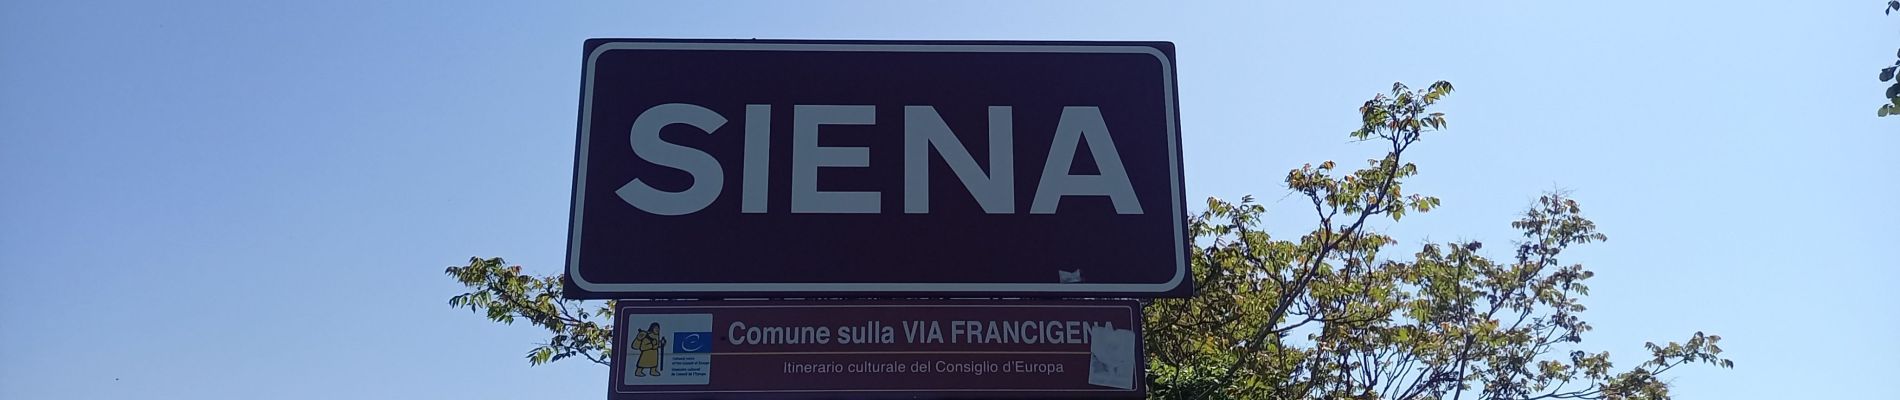 SIENA
Comune sulla VIA FRANCIGENA
Itinerario culturale del Consiglio d'Europa